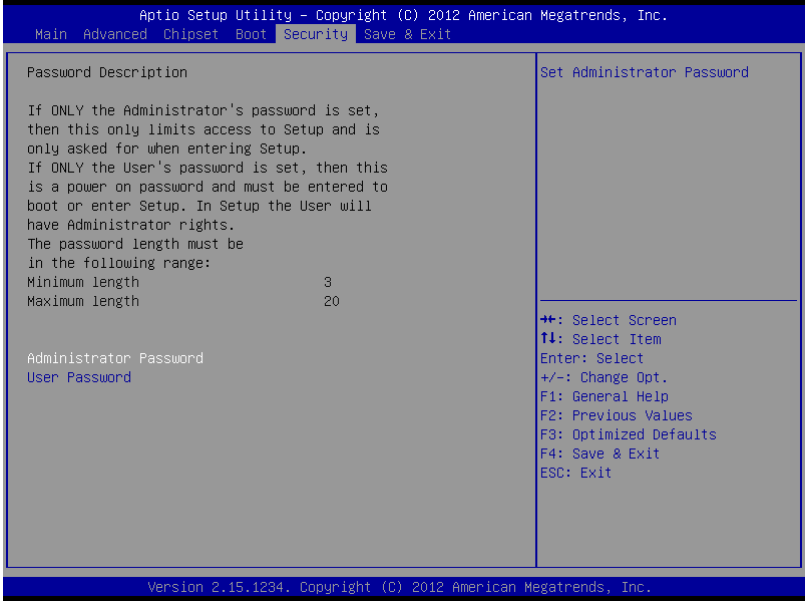 Aptio Setup Utility – Copyright (C) 2012 American Megatrends, Inc.
Main Advanced Chipset Boot Security Save & Exit
Password Description
If ONLY the Administrator's password is set,
then this only limits access to Setup and is
only asked for when entering Setup.
If ONLY the User's password is set, then this
is a power on password and must be entered to
boot or enter Setup. In Setup the User will
have Administrator rights.
The password length must be
in the following range:
Minimum length 3
Maximum length 20
Administrator Password
User Password
Set Administrator Password
→←: Select Screen
↑↓: Select Item
Enter: Select
+/-: Change Opt.
F1: General Help
F2: Previous Values
F3: Optimized Defaults
F4: Save & Exit
ESC: Exit
Version 2.15.1234. Copyright (C) 2012 American Megatrends, Inc.